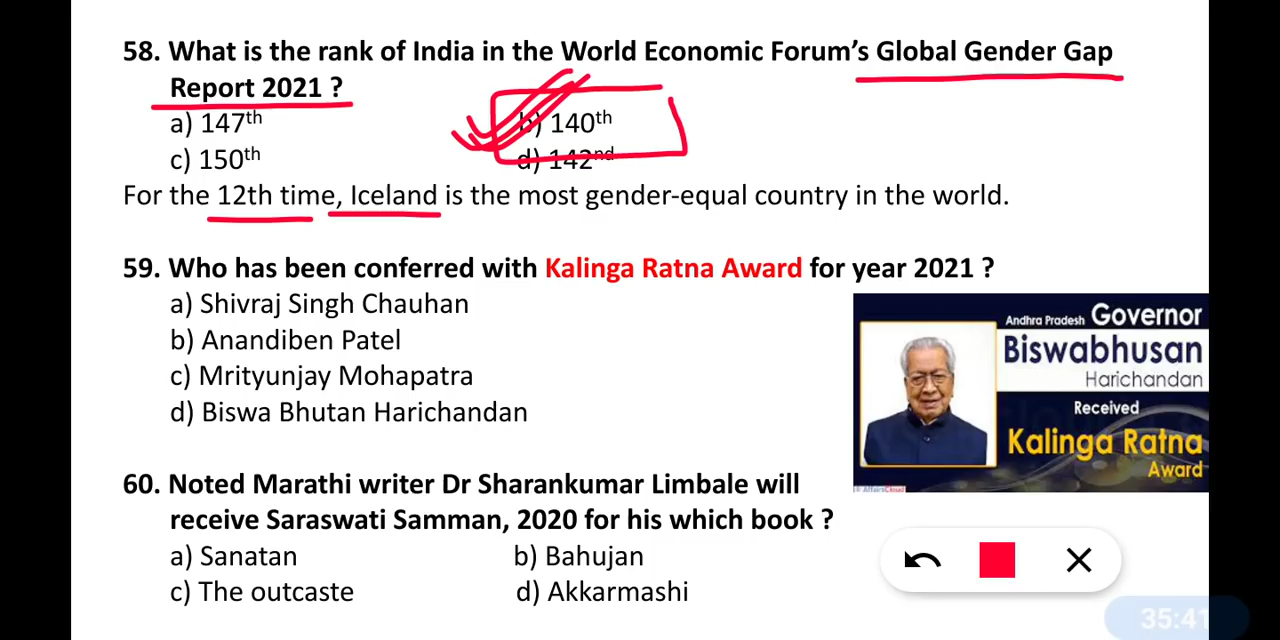 58. What is the rank of India in the World Economic Forum's Global Gender Gap
Report 2021 ?
a) 147th
b) 140th
c) 150th
d) 142nd
For the 12th time, Iceland is the most gender-equal country in the world.
59. Who has been conferred with Kalinga Ratna Award for year 2021 ?
a) Shivraj Singh Chauhan
b) Anandiben Patel
c) Mrityunjay Mohapatra
d) Biswa Bhutan Harichandan
Andhra Pradesh Governor
Biswabhusan
Harichandan
Received
Kalinga Ratna
Award
AffairsCloud
60. Noted Marathi writer Dr Sharankumar Limbale will
receive Saraswati Samman, 2020 for his which book ?
a) Sanatan
b) Bahujan
c) The outcaste
d) Akkarmashi
35:41